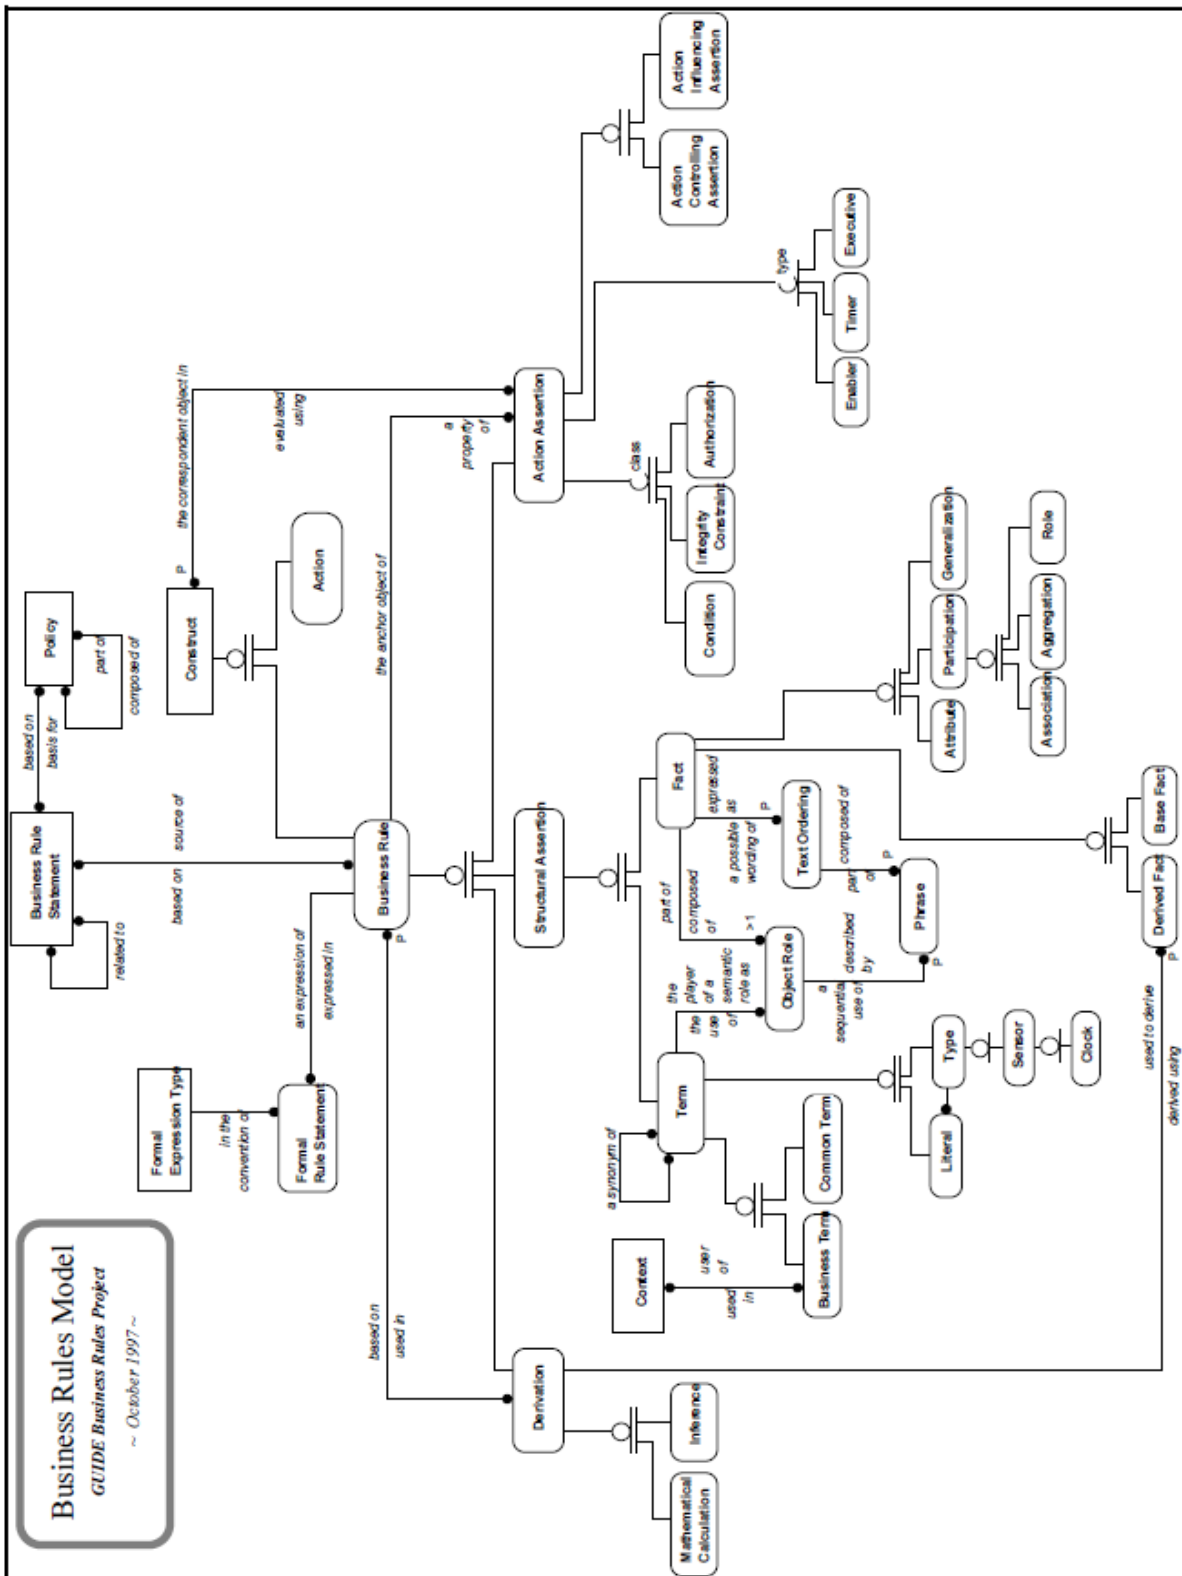 Business Rules Model
GUIDE Business Rules Project
~ October 1997 ~
Formal
Expression Type
in the
convention of
Formal
Rule Statement
an expression of
expressed in
Business Rule
Statement
related to
based on
source of
based on
basis for
Policy
part of
composed of
Construct
P
the correspondent object in
evaluated
using
Action
Business Rule
P
the anchor object of
a
property
of
based on
used in
Derivation
Structural Assertion
Action Assertion
Mathematical
Calculation
Inference
Context
user
of
used
in
Business Term
Common Term
a synonym of
Term
the
player
of a
semantic
role as
the
use
of
part of
composed
of
>1
Object Role
Fact
expressed
as
P
a possible
wording of
Text Ordering
composed of
part
of
P
a
sequential
use of
described
by
P
Phrase
Literal
Type
Sensor
Clock
Attribute
Participation
Generalization
Association
Aggregation
Role
Derived Fact
Base Fact
P
used to derive
derived using
class
Condition
Integrity
Constraint
Authorization
type
Enabler
Timer
Executive
Action
Controlling
Assertion
Action
Influencing
Assertion